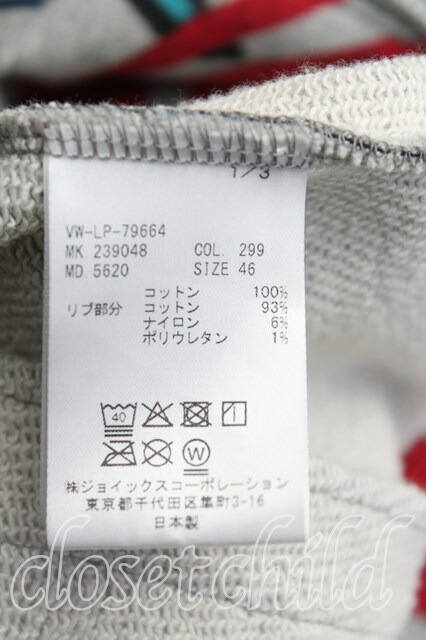 1/3
VW-LP-79664
MK. 239048 COL. 299
MD. 5620 SIZE 46
コットン 100%
リブ部分 コットン 93%
ナイロン 6%
ポリウレタン 1%
40
W
㈱ジョイックスコーポレーション
東京都千代田区隼町3-16
日本製
closetchild